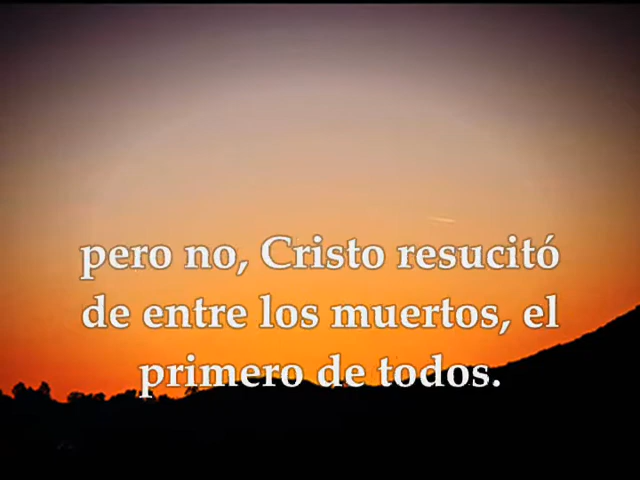 pero no, Cristo resucitó
de entre los muertos, el
primero de todos.